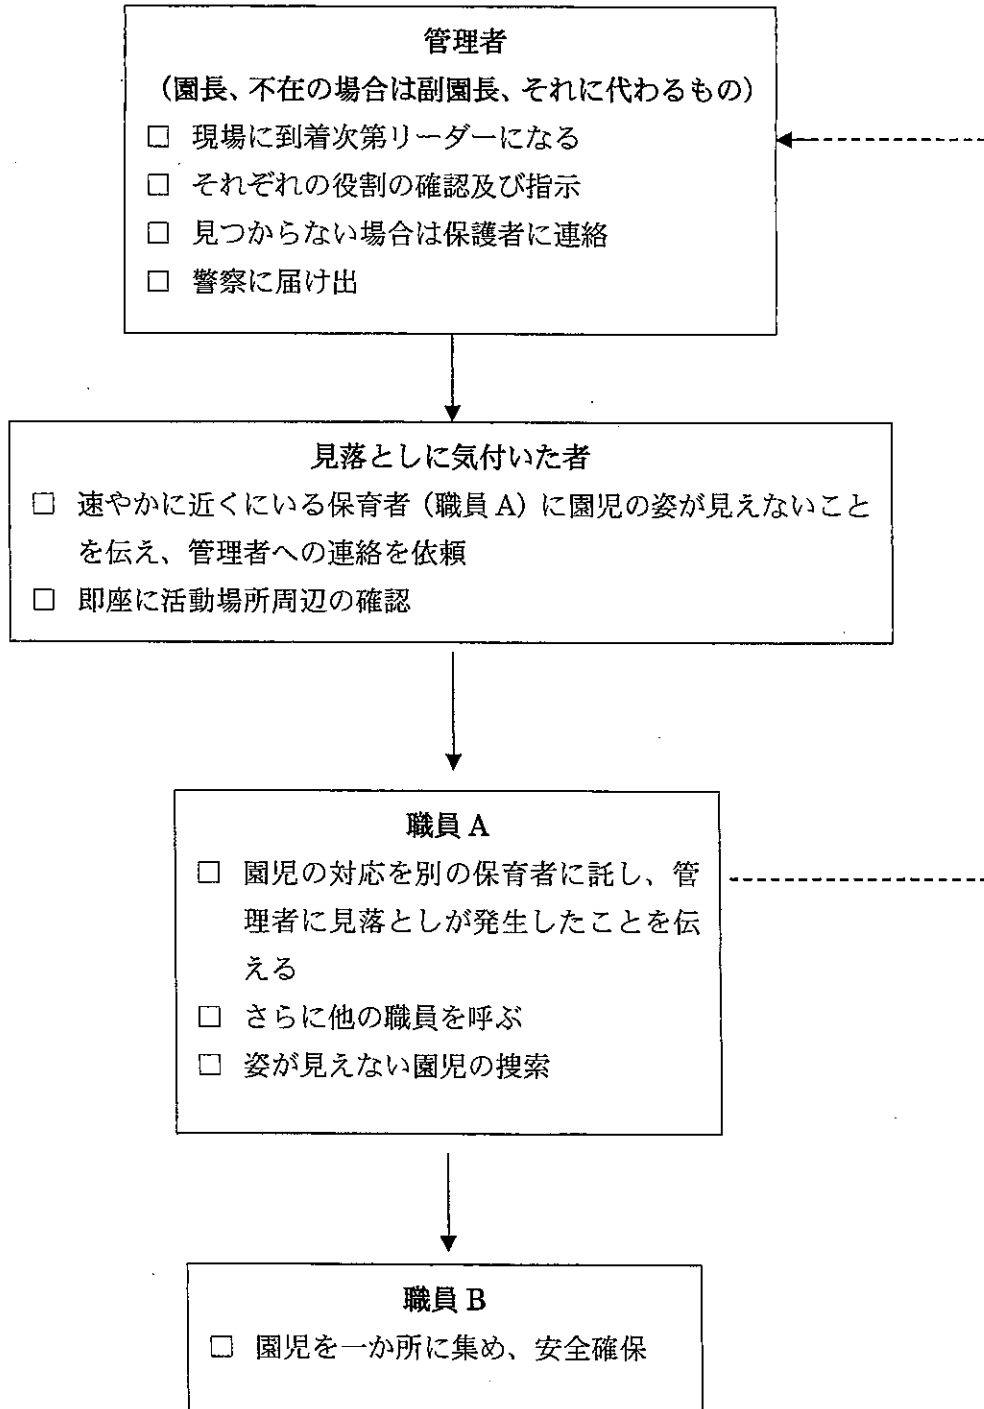 管理者
（園長、不在の場合は副園長、それに代わるもの）
□ 現場に到着次第リーダーになる
□ それぞれの役割の確認及び指示
□ 見つからない場合は保護者に連絡
□ 警察に届け出
見落としに気付いた者
□ 速やかに近くにいる保育者（職員 A）に園児の姿が見えないこと
を伝え、管理者への連絡を依頼
□ 即座に活動場所周辺の確認
職員 A
□ 園児の対応を別の保育者に託し、管
理者に見落としが発生したことを伝
える
□ さらに他の職員を呼ぶ
□ 姿が見えない園児の捜索
職員 B
□ 園児を一か所に集め、安全確保